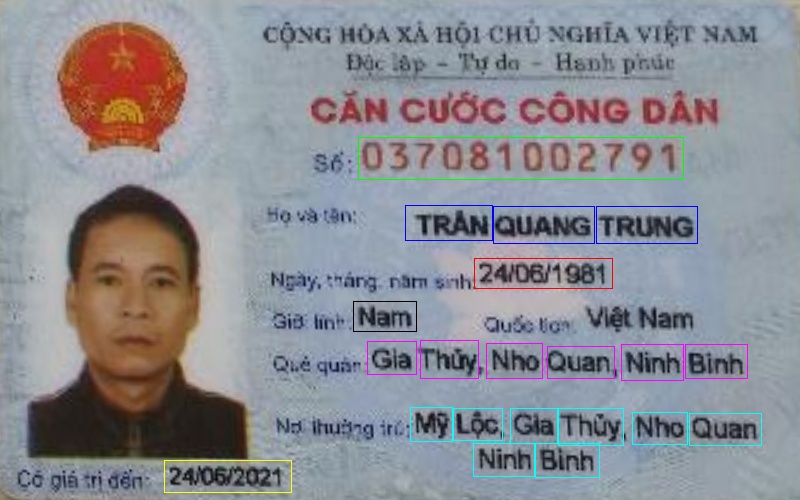 CỘNG HÒA XÃ HỘI CHỦ NGHĨA VIỆT NAM
Độc lập - Tự do - Hạnh phúc
CĂN CƯỚC CÔNG DÂN
Số: 037081002791
Họ và tên: TRẦN QUANG TRUNG
Ngày, tháng, năm sinh: 24/06/1981
Giới tính: Nam Quốc tịch: Việt Nam
Quê quán: Gia Thủy, Nho Quan, Ninh Bình
Nơi thường trú: Mỹ Lộc, Gia Thủy, Nho Quan
Ninh Bình
Có giá trị đến: 24/06/2021